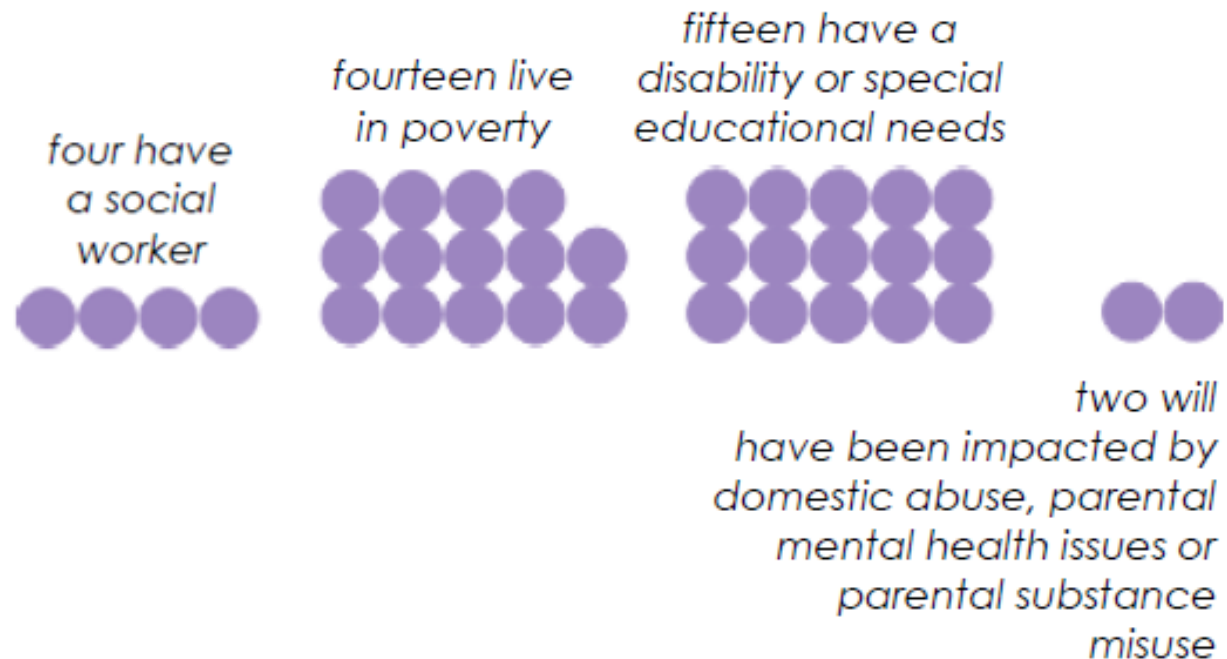 four have
a social
worker
fourteen live
in poverty
fifteen have a
disability or special
educational needs
two will
have been impacted by
domestic abuse, parental
mental health issues or
parental substance
misuse